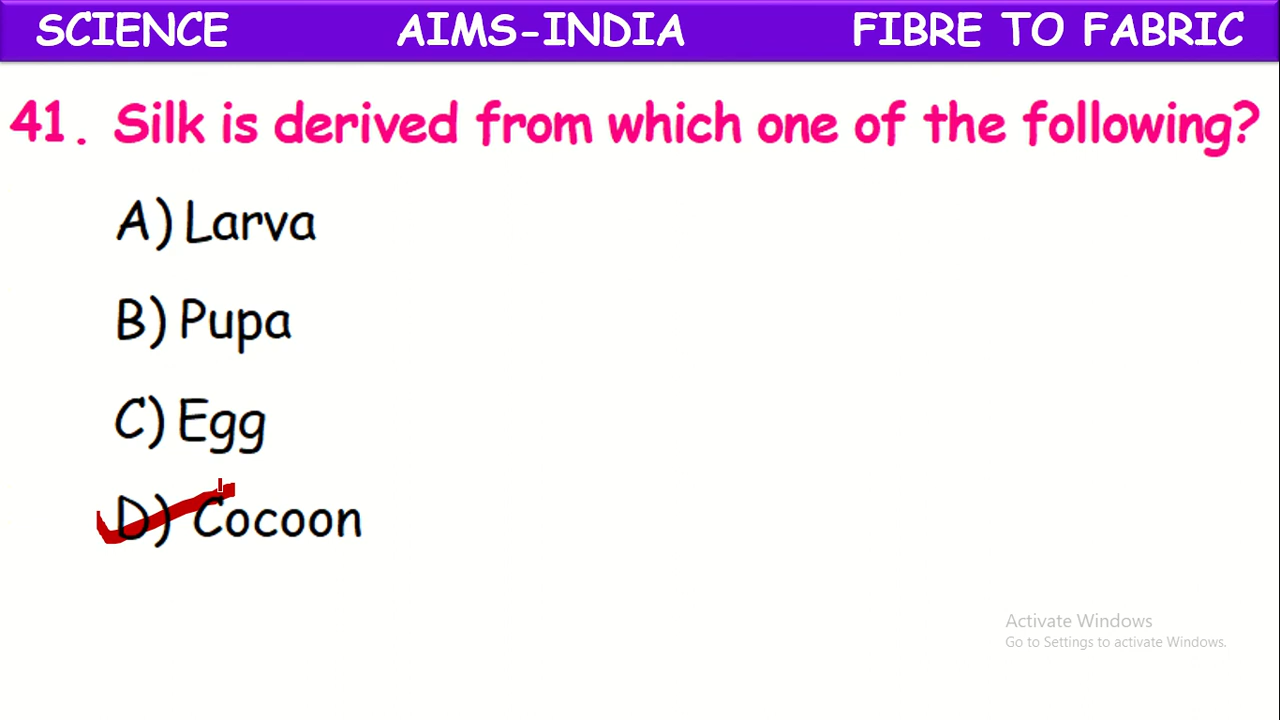 SCIENCE AIMS-INDIA FIBRE TO FABRIC
41. Silk is derived from which one of the following?
A) Larva
B) Pupa
C) Egg
D) Cocoon
Activate Windows
Go to Settings to activate Windows.